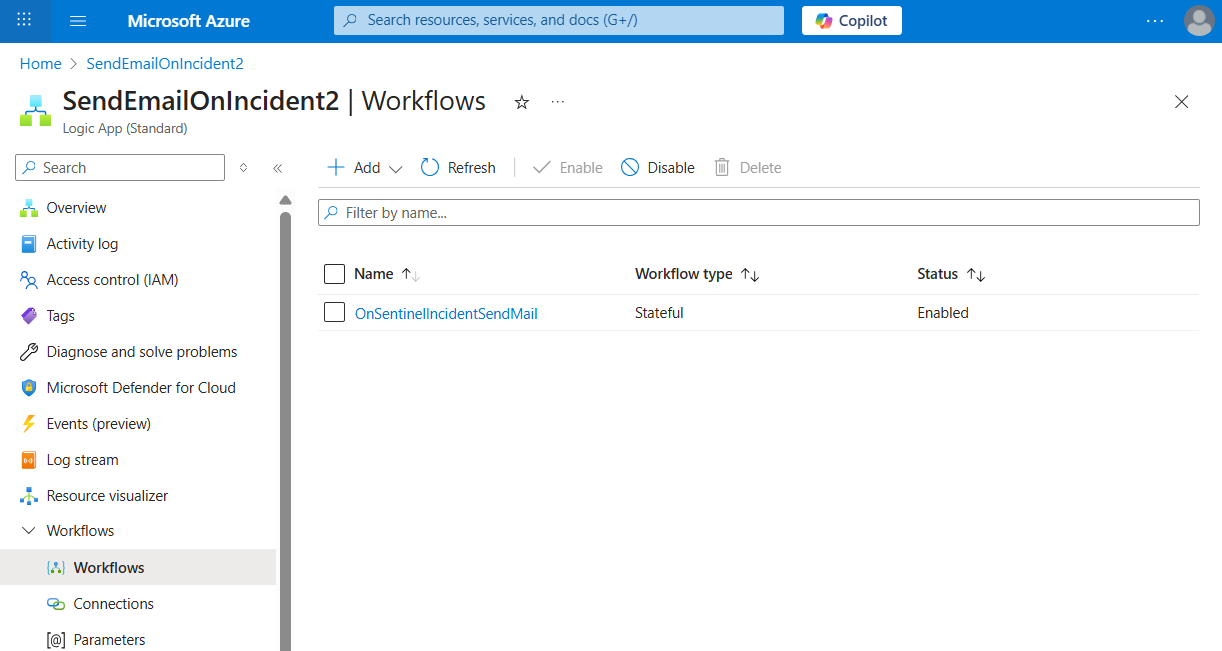 Microsoft Azure
Search resources, services, and docs (G+/)
Copilot
Home > SendEmailOnIncident2
SendEmailOnIncident2 | Workflows
Logic App (Standard)
Search
Add
Refresh
Enable
Disable
Delete
Filter by name...
Overview
Activity log
Access control (IAM)
Tags
Diagnose and solve problems
Microsoft Defender for Cloud
Events (preview)
Log stream
Resource visualizer
Workflows
Workflows
Connections
[@] Parameters
Name Workflow type Status
OnSentinelIncidentSendMail Stateful Enabled